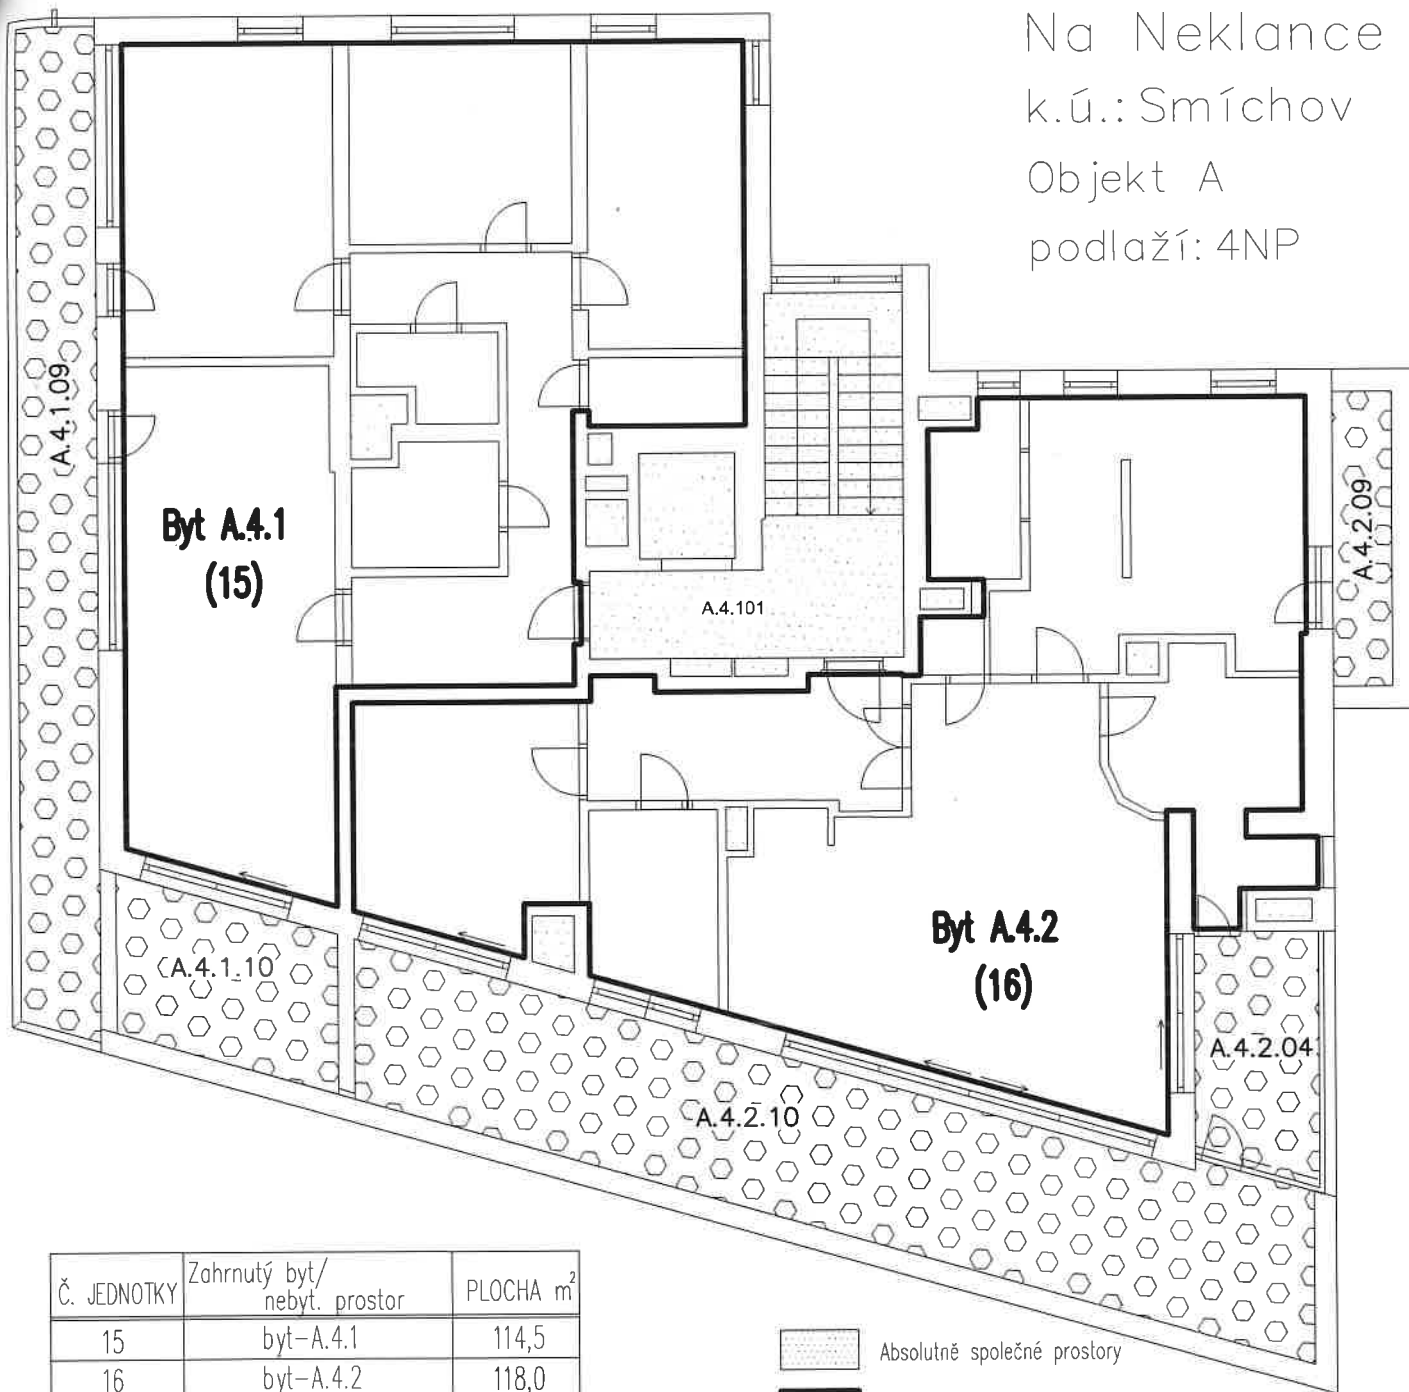 Na Neklance
k.ú.: Smíchov
Objekt A
podlaží: 4NP
A.4.1.09
Byt A.4.1
(15)
A.4.101
A.4.2.09
A.4.1.10
Byt A.4.2
(16)
A.4.2.04
A.4.2.10
Č. JEDNOTKY
Zahrnutý byt/
nebyt. prostor
PLOCHA m²
15 byt-A.4.1 114,5
16 byt-A.4.2 118,0
Absolutně společné prostory